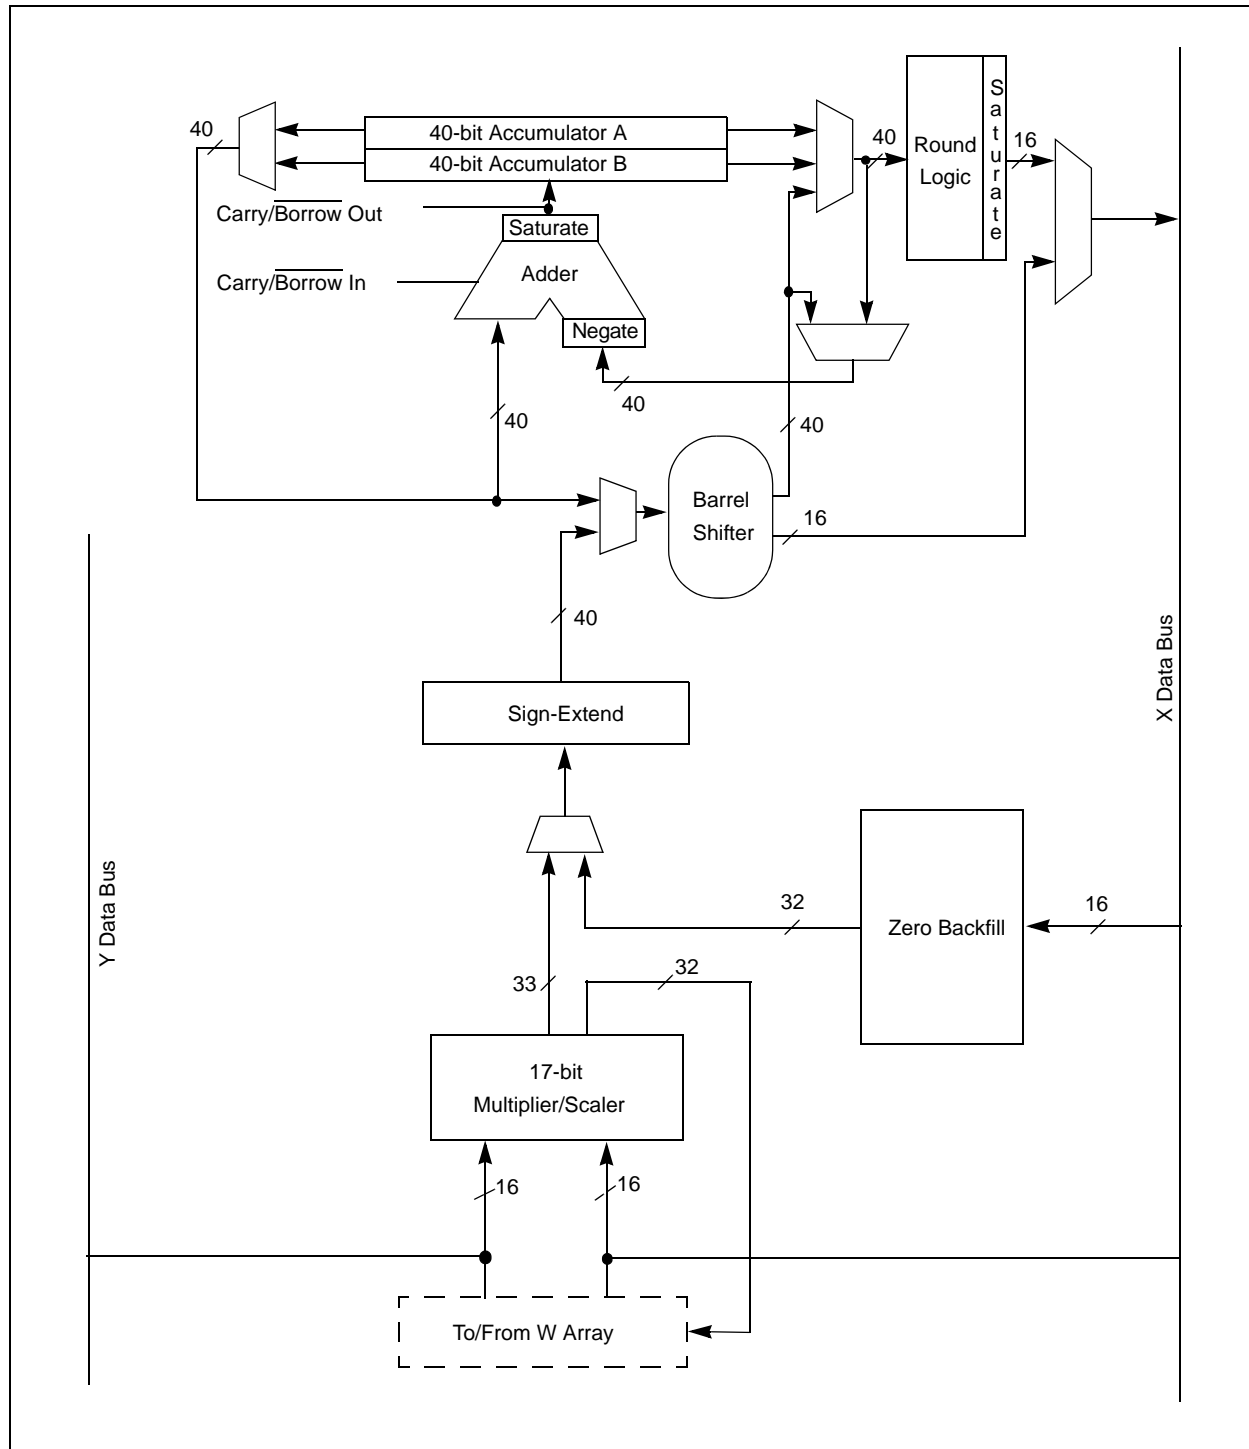 40
40-bit Accumulator A
40-bit Accumulator B
40
Round
Logic
Saturate
16
Carry/Borrow Out
Saturate
Carry/Borrow In
Adder
Negate
40
40
40
Barrel
Shifter
16
40
Sign-Extend
X Data Bus
Y Data Bus
32
Zero Backfill
16
33
32
17-bit
Multiplier/Scaler
16
16
To/From W Array